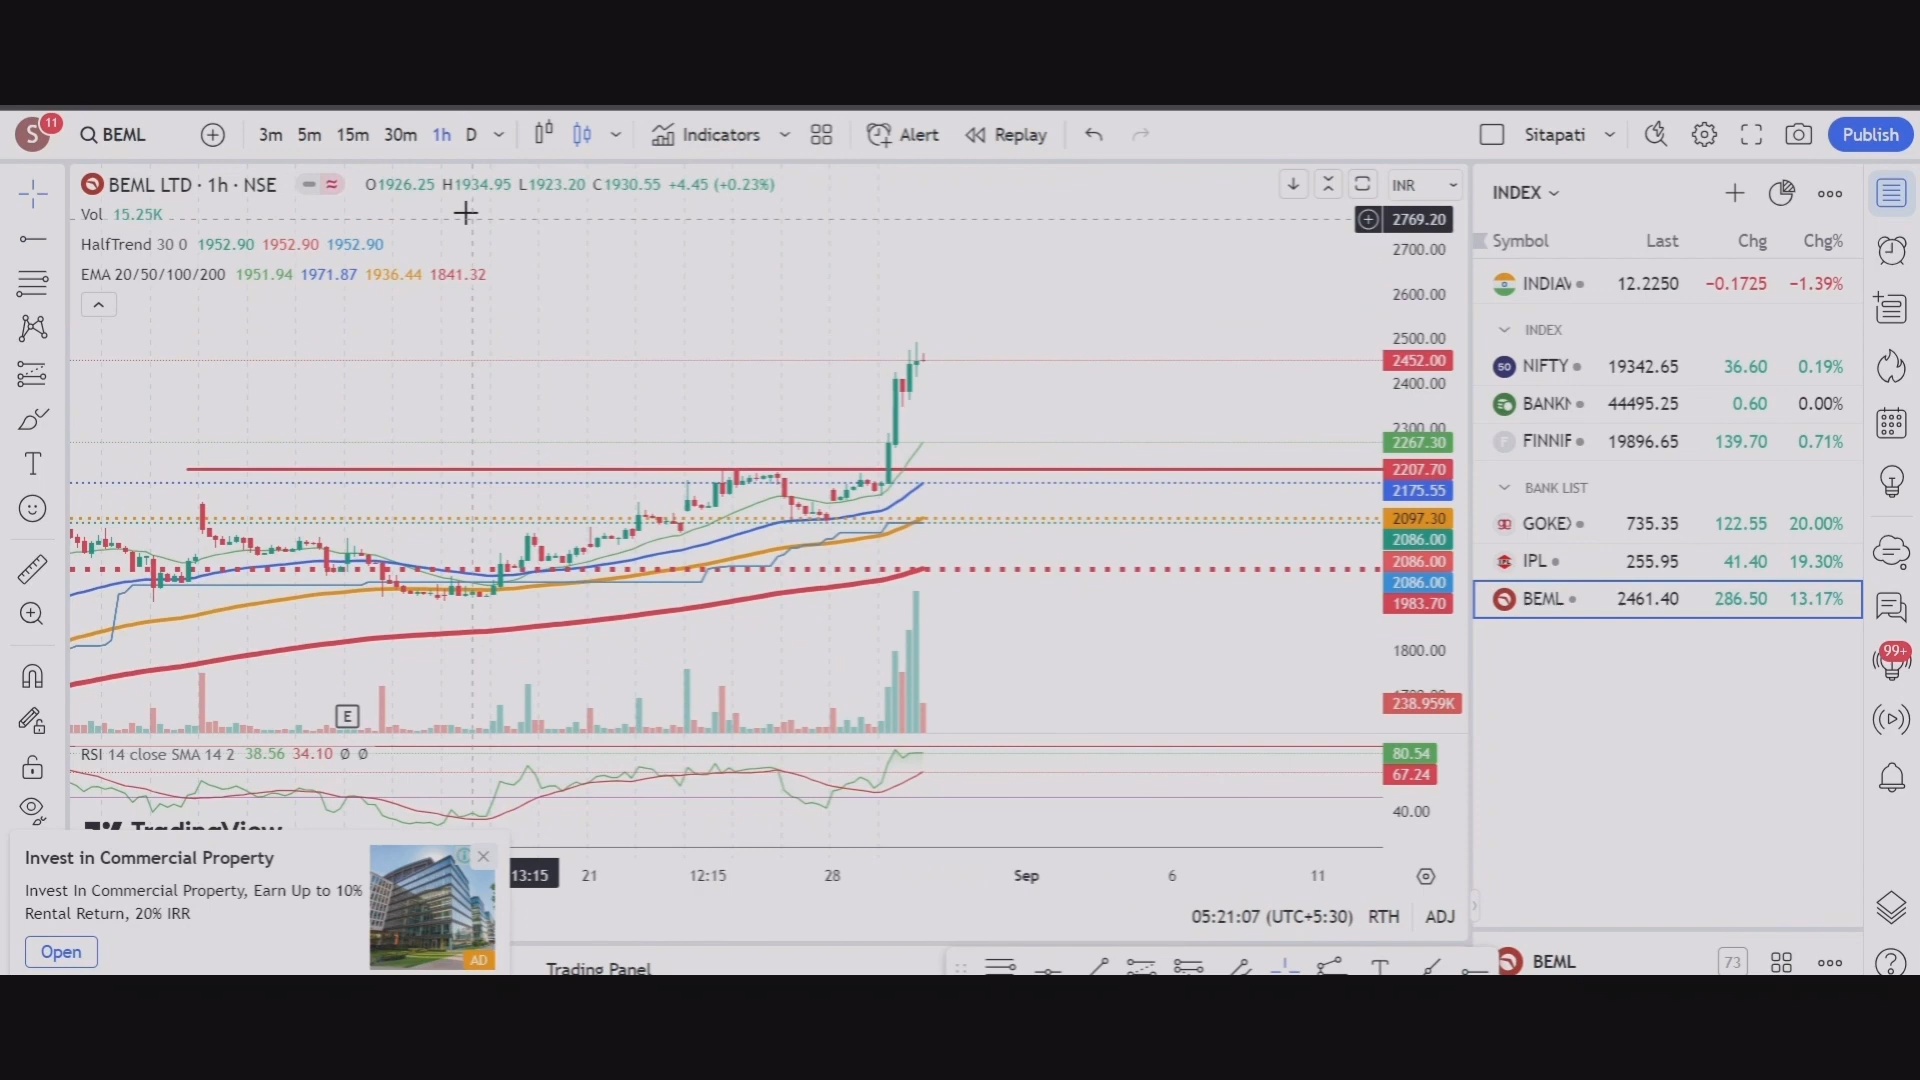 S 11 BEML 3m 5m 15m 30m 1h D Indicators Alert Replay Sitapati Publish
BEML LTD · 1h · NSE O1926.25 H1934.95 L1923.20 C1930.55 +4.45 (+0.23%)
Vol 15.25K
HalfTrend 30 0 1952.90 1952.90 1952.90
EMA 20/50/100/200 1951.94 1971.87 1936.44 1841.32
INR
2769.20
2700.00
2600.00
2500.00
2452.00
2400.00
2300.00
2267.30
2207.70
2175.55
2097.30
2086.00
2086.00
2086.00
1983.70
1800.00
238.959K
E
RSI 14 close SMA 14 2 38.56 34.10 Ø Ø
80.54
67.24
40.00
TradingView
13:15 21 12:15 28 Sep 6 11
05:21:07 (UTC+5:30) RTH ADJ
Invest in Commercial Property
Invest In Commercial Property, Earn Up to 10%
Rental Return, 20% IRR
Open
AD
Trading Panel
INDEX
Symbol Last Chg Chg%
INDIAV 12.2250 −0.1725 −1.39%
INDEX
50 NIFTY 19342.65 36.60 0.19%
BANKN 44495.25 0.60 0.00%
F FINNIF 19896.65 139.70 0.71%
BANK LIST
GOKEX 735.35 122.55 20.00%
IPL 255.95 41.40 19.30%
BEML 2461.40 286.50 13.17%
99+
BEML 73